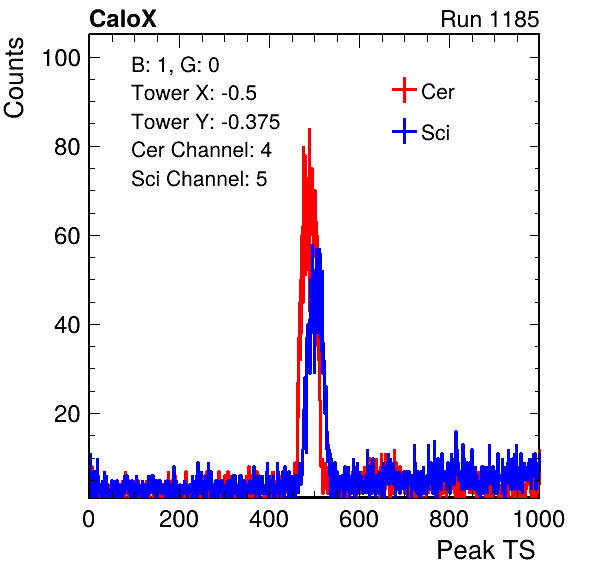 CaloX Run 1185
Counts
100
80
60
40
20
B: 1, G: 0
Tower X: -0.5
Tower Y: -0.375
Cer Channel: 4
Sci Channel: 5
Cer
Sci
0 200 400 600 800 1000
Peak TS